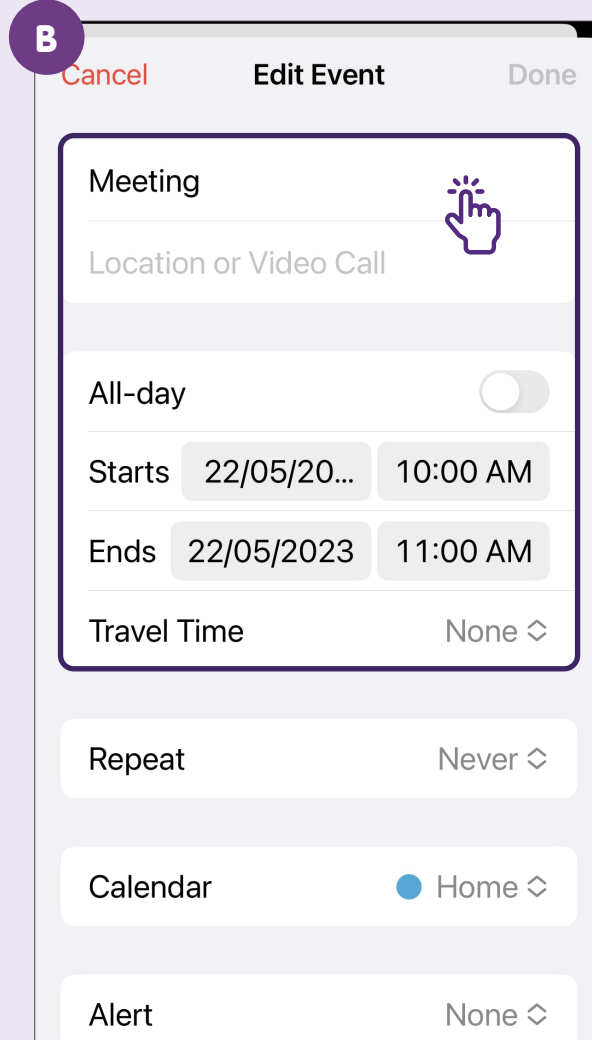 B
Cancel Edit Event Done
Meeting
Location or Video Call
All-day
Starts 22/05/20... 10:00 AM
Ends 22/05/2023 11:00 AM
Travel Time None
Repeat Never
Calendar Home
Alert None